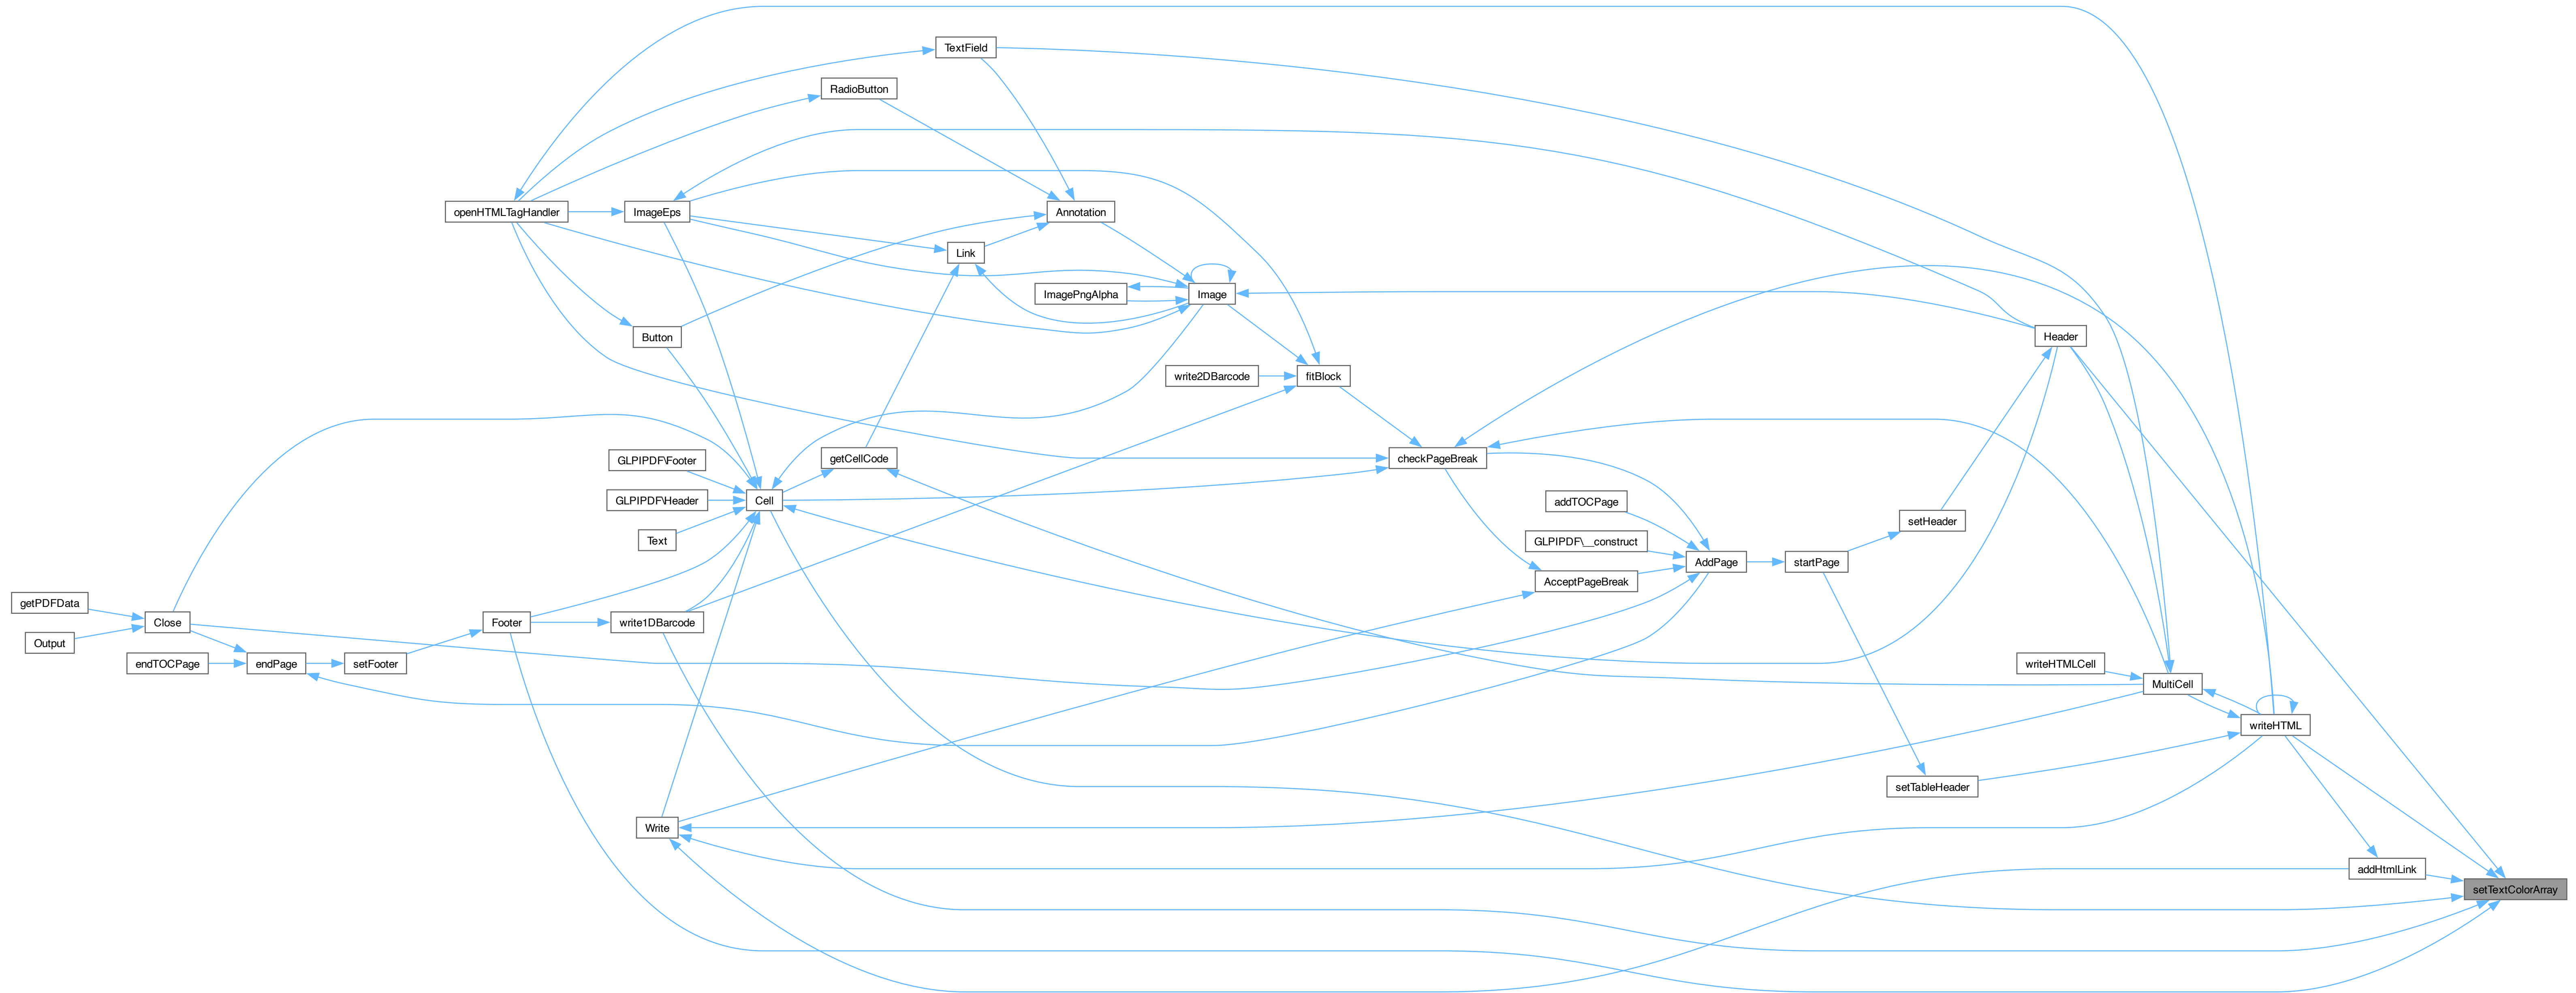 TextField
RadioButton
openHTMLTagHandler
ImageEps
Annotation
Link
ImagePngAlpha
Image
Button
Header
write2DBarcode
fitBlock
GLPIPDF\Footer
getCellCode
checkPageBreak
GLPIPDF\Header
Cell
addTOCPage
setHeader
Text
GLPIPDF\__construct
AddPage
startPage
AcceptPageBreak
getPDFData
Close
Footer
write1DBarcode
Output
endTOCPage
endPage
setFooter
writeHTMLCell
MultiCell
writeHTML
setTableHeader
Write
addHtmlLink
setTextColorArray